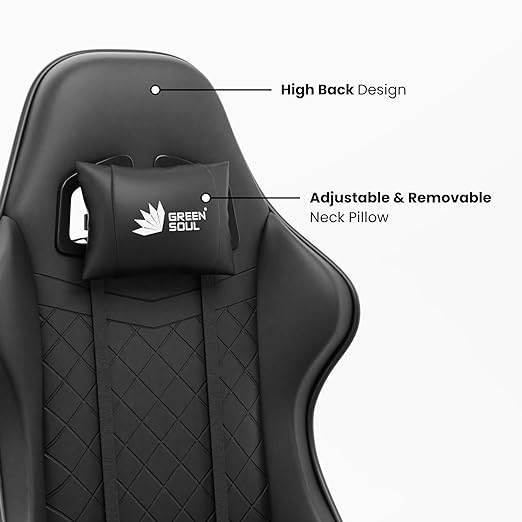 High Back Design
Adjustable & Removable
Neck Pillow
GREEN
SOUL